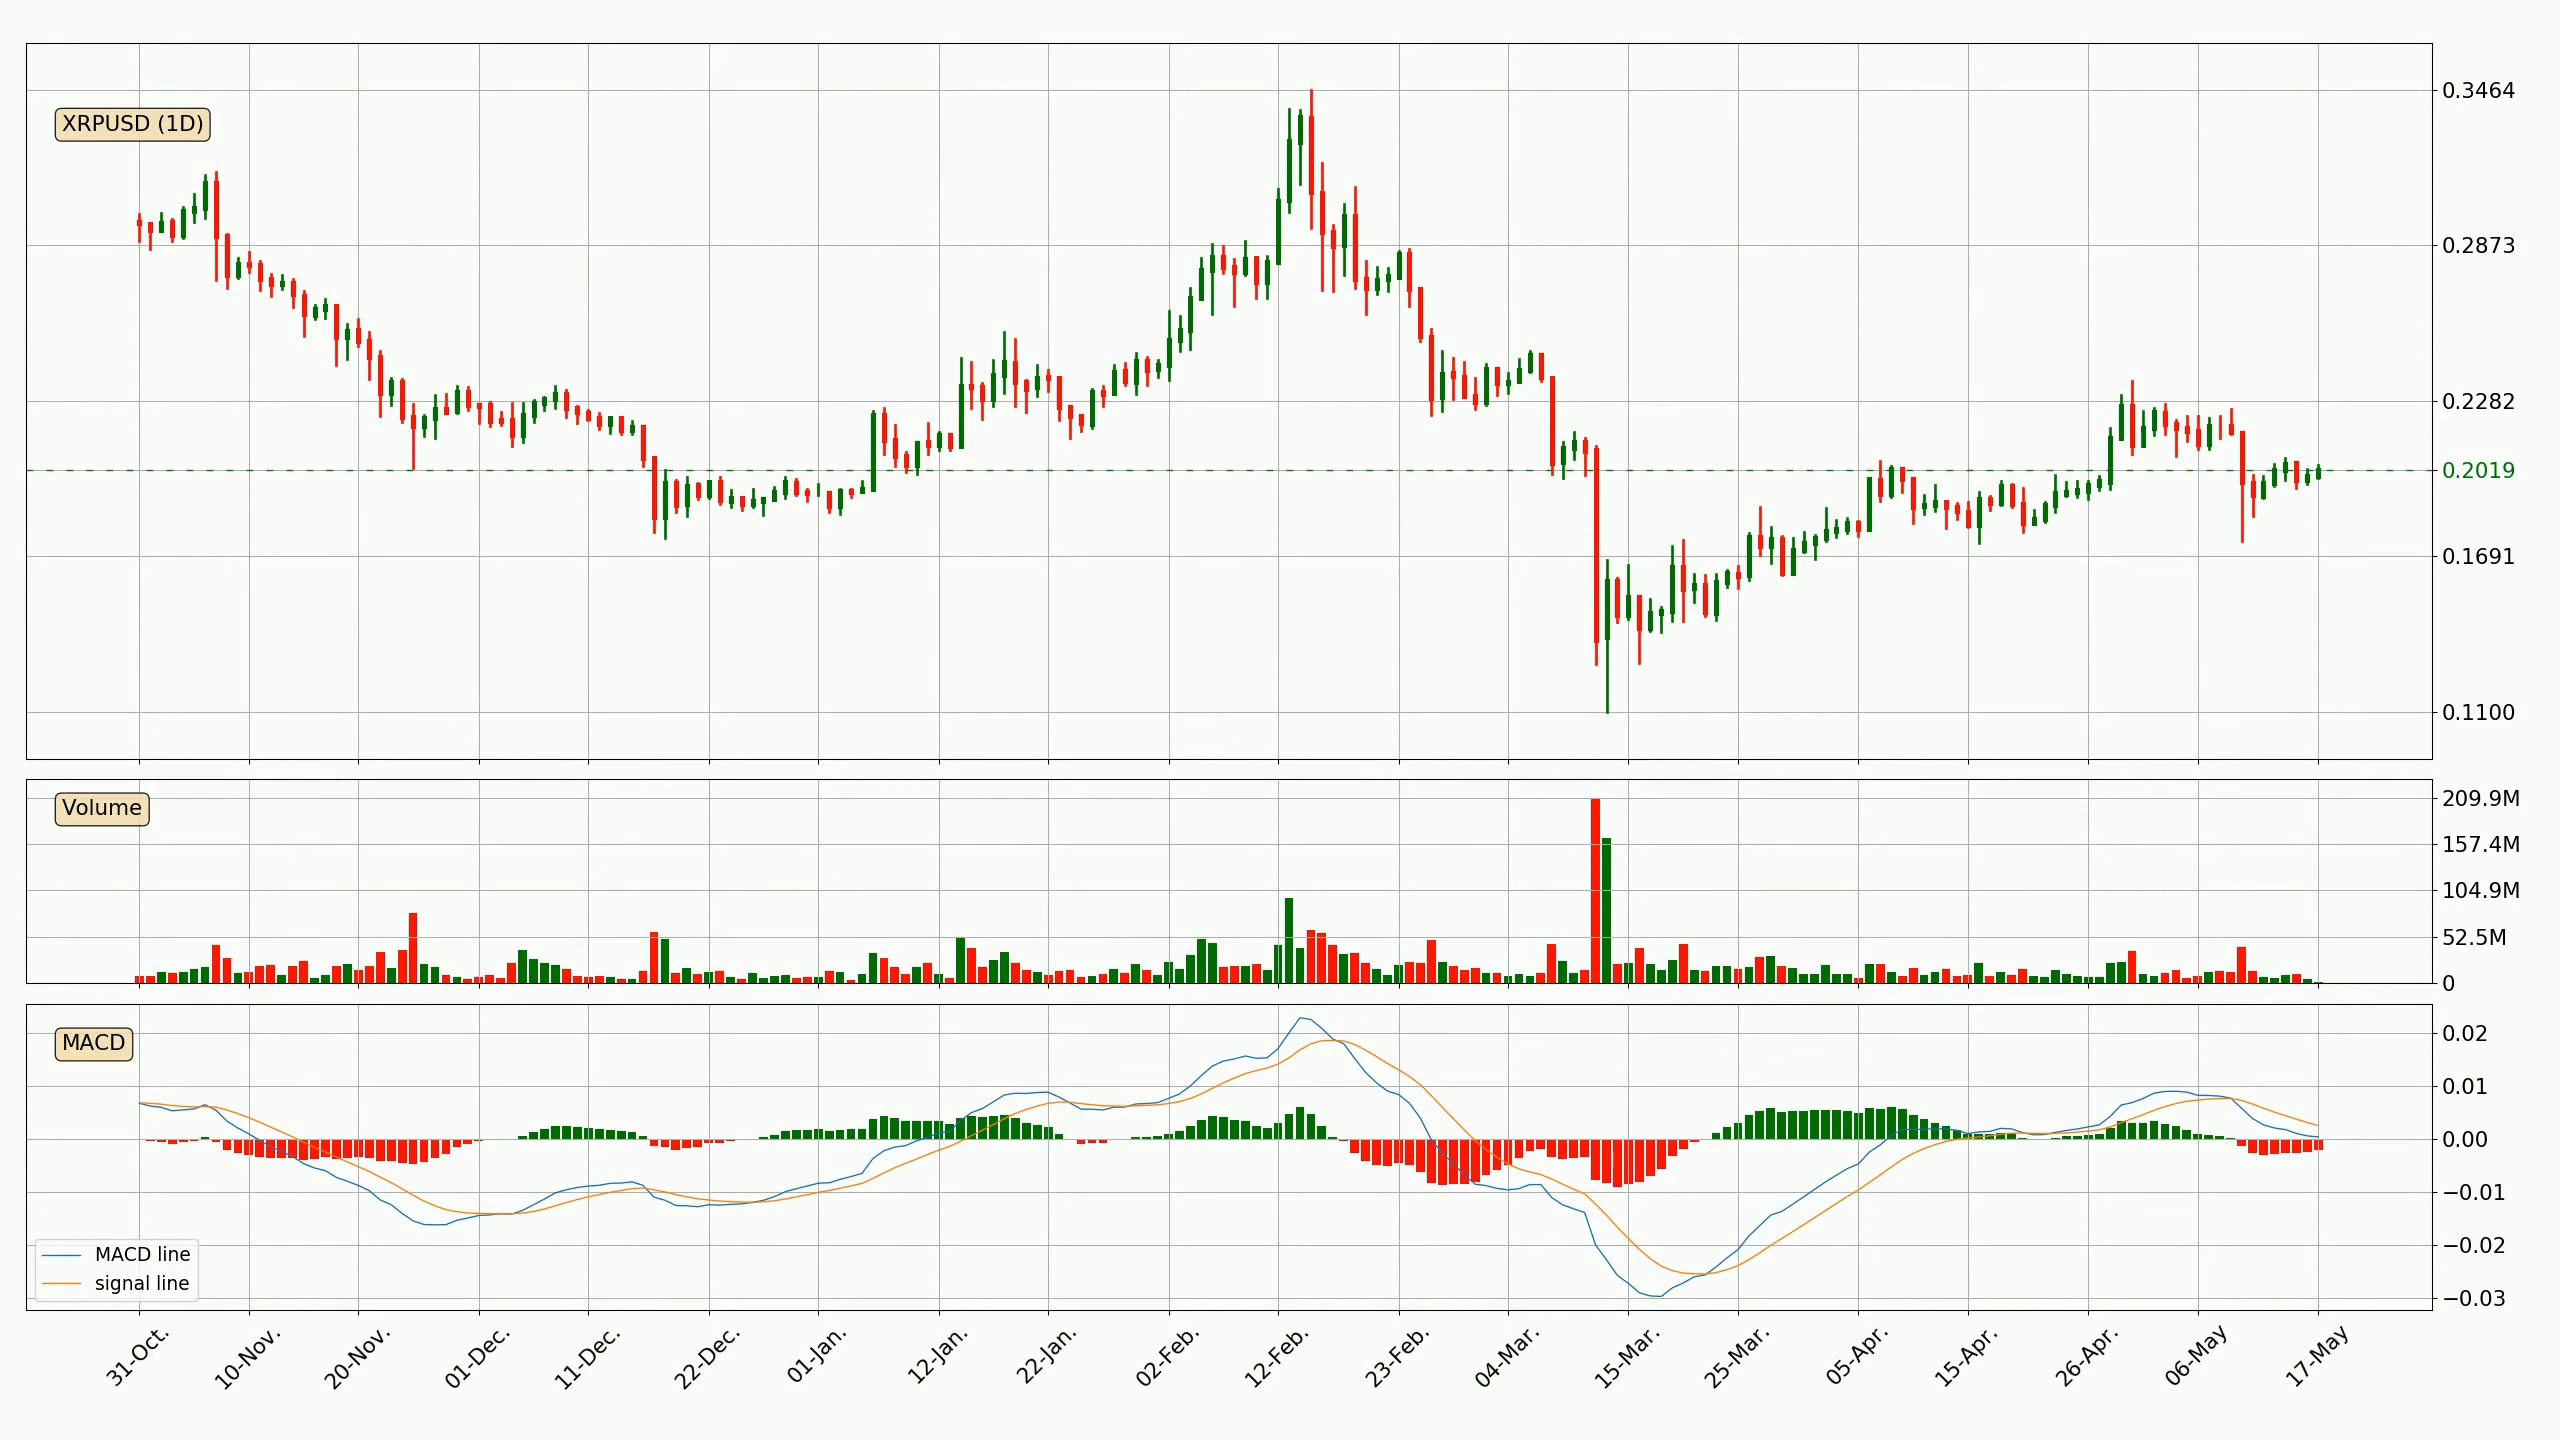 XRPUSD (1D)
0.3464
0.2873
0.2282
0.2019
0.1691
0.1100
Volume
209.9M
157.4M
104.9M
52.5M
0
MACD
0.02
0.01
0.00
−0.01
−0.02
−0.03
MACD line
signal line
31-Oct.
10-Nov.
20-Nov.
01-Dec.
11-Dec.
22-Dec.
01-Jan.
12-Jan.
22-Jan.
02-Feb.
12-Feb.
23-Feb.
04-Mar.
15-Mar.
25-Mar.
05-Apr.
15-Apr.
26-Apr.
06-May
17-May